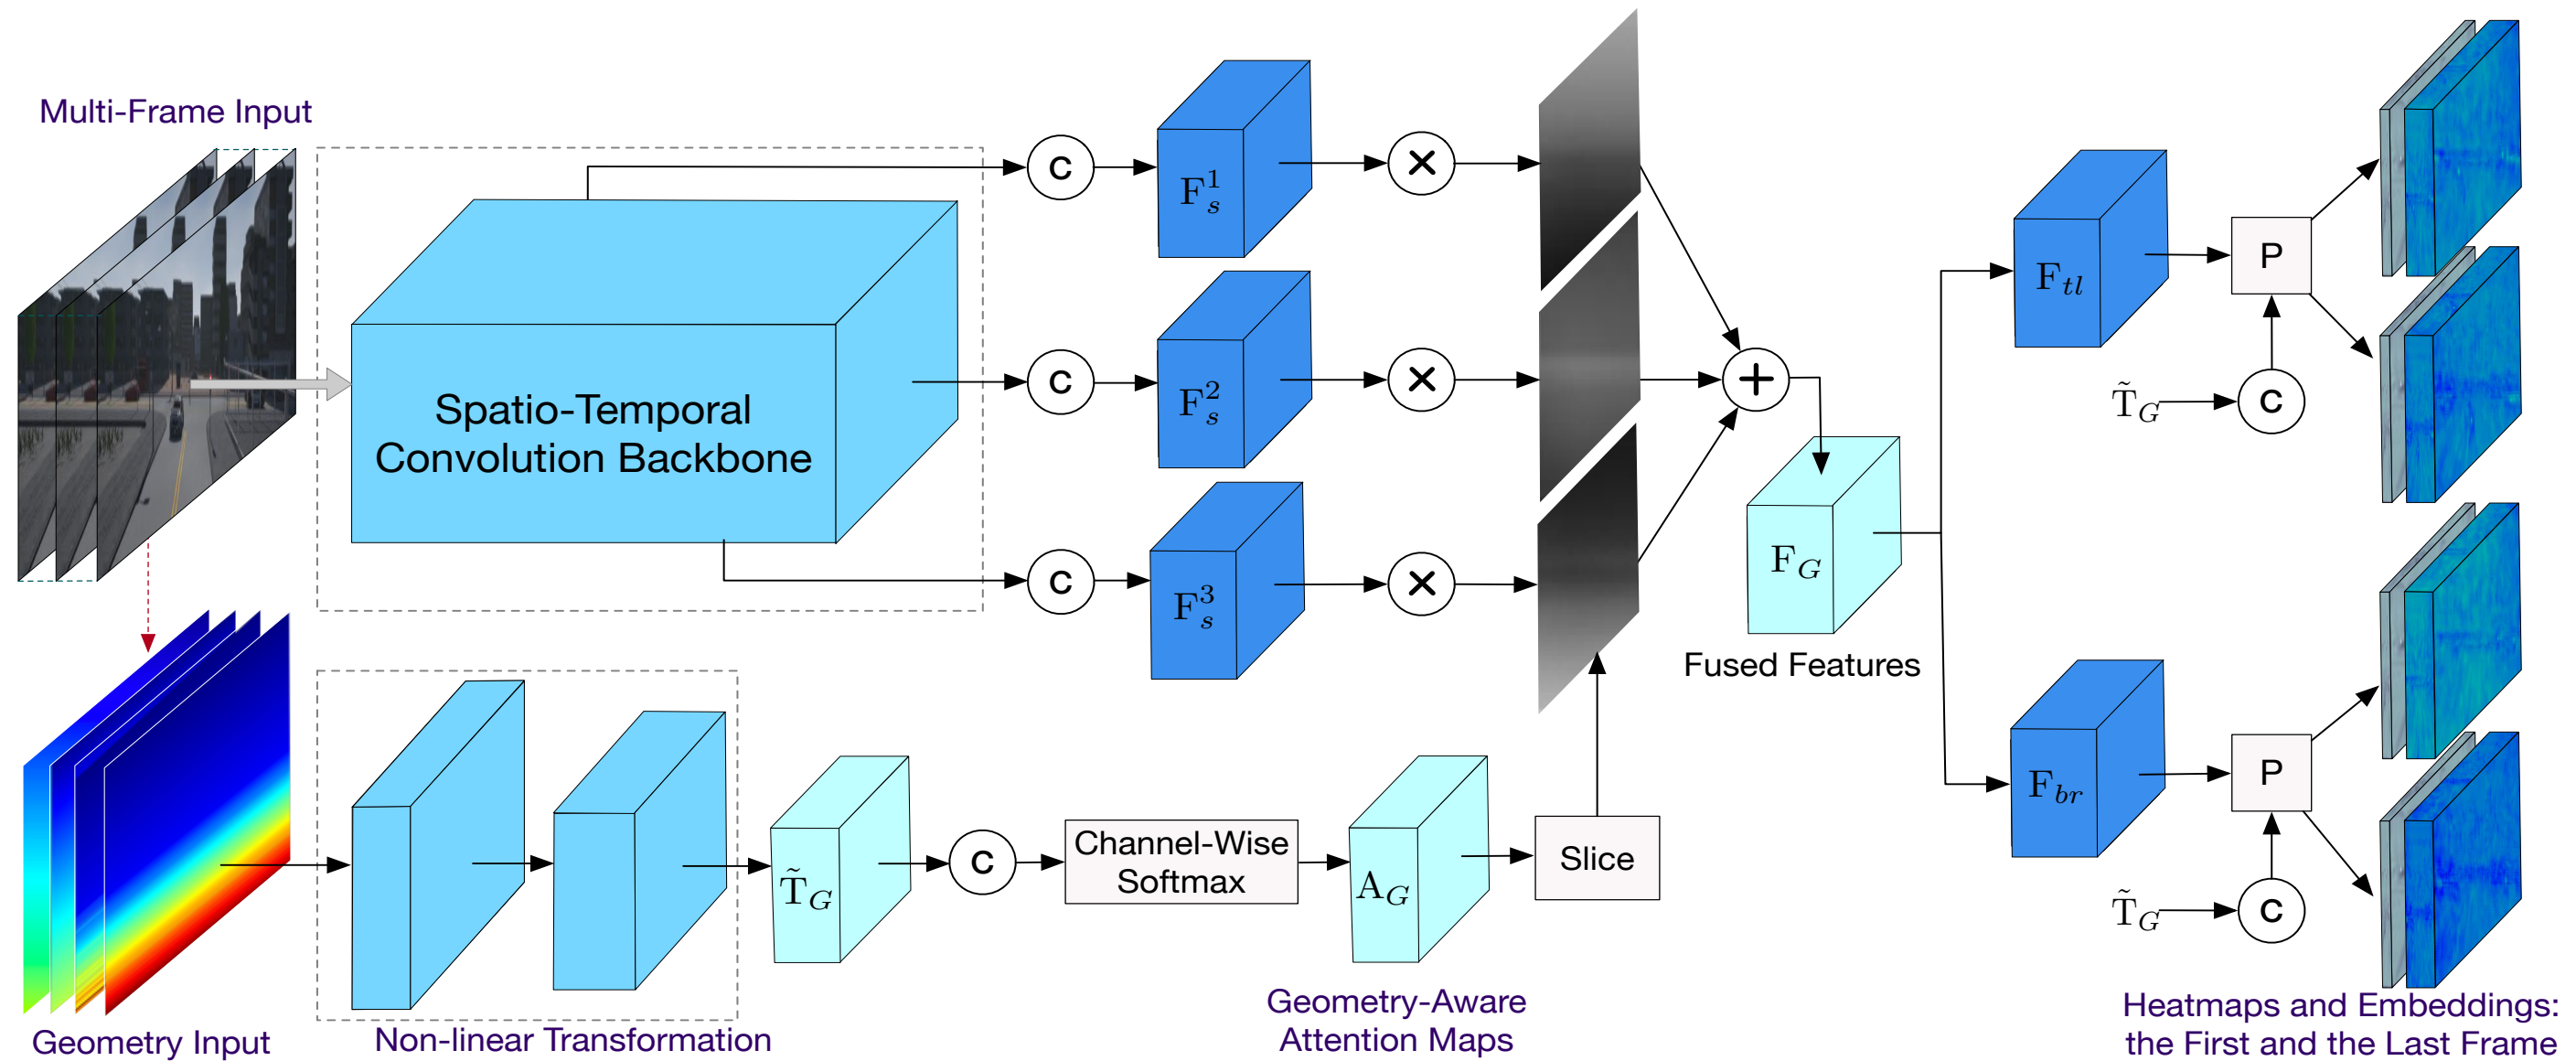 Multi-Frame Input
Spatio-Temporal
Convolution Backbone
C
F_s^1
×
C
F_s^2
×
C
F_s^3
×
+
F_G
Fused Features
F_tl
P
T̃_G
C
F_br
P
T̃_G
C
Heatmaps and Embeddings:
the First and the Last Frame
Geometry Input
Non-linear Transformation
T̃_G
C
Channel-Wise
Softmax
A_G
Slice
Geometry-Aware
Attention Maps